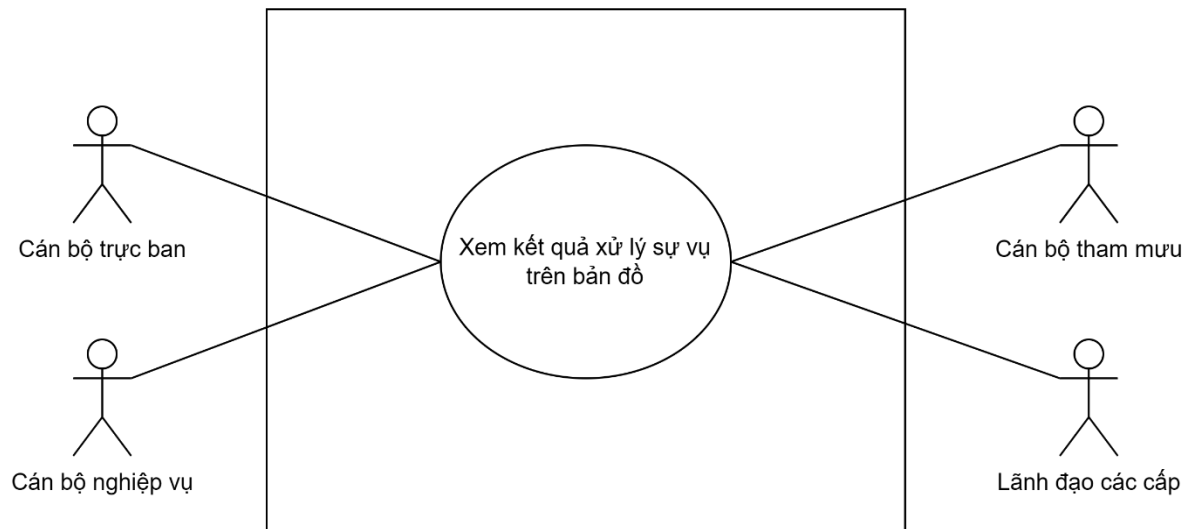 Cán bộ trực ban
Cán bộ nghiệp vụ
Xem kết quả xử lý sự vụ
trên bản đồ
Cán bộ tham mưu
Lãnh đạo các cấp